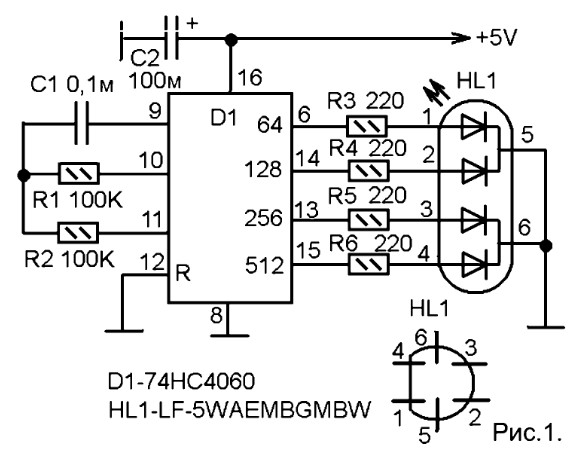 +
+5V
C2
100м
16
HL1
C1 0,1м
9
D1
64
6
R3 220
1
5
10
128
14
R4 220
2
R1 100K
11
256
13
R5 220
3
6
R2 100K
12
R
512
15
R6 220
4
8
HL1
6
4
3
1
2
5
D1-74HC4060
HL1-LF-5WAEMBGMBW
Рис.1.